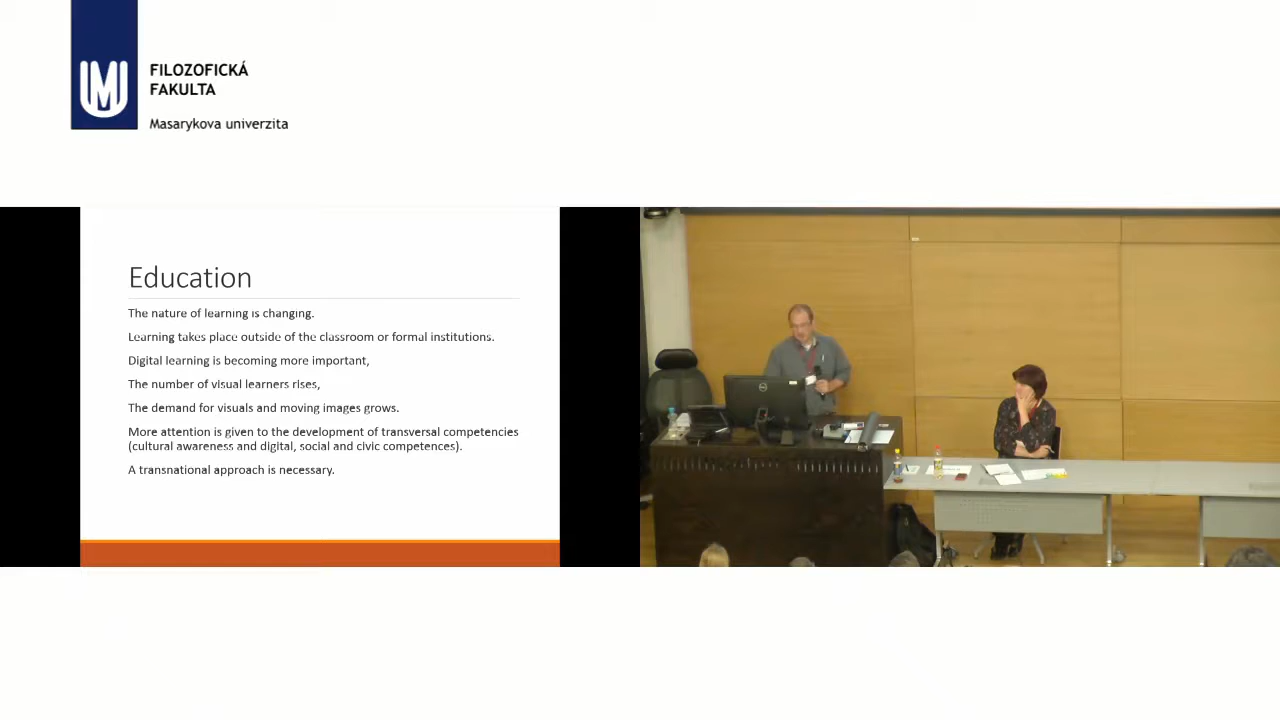 FILOZOFICKÁ
FAKULTA
Masarykova univerzita
Education
The nature of learning is changing.
Learning takes place outside of the classroom or formal institutions.
Digital learning is becoming more important,
The number of visual learners rises,
The demand for visuals and moving images grows.
More attention is given to the development of transversal competencies
(cultural awareness and digital, social and civic competences).
A transnational approach is necessary.